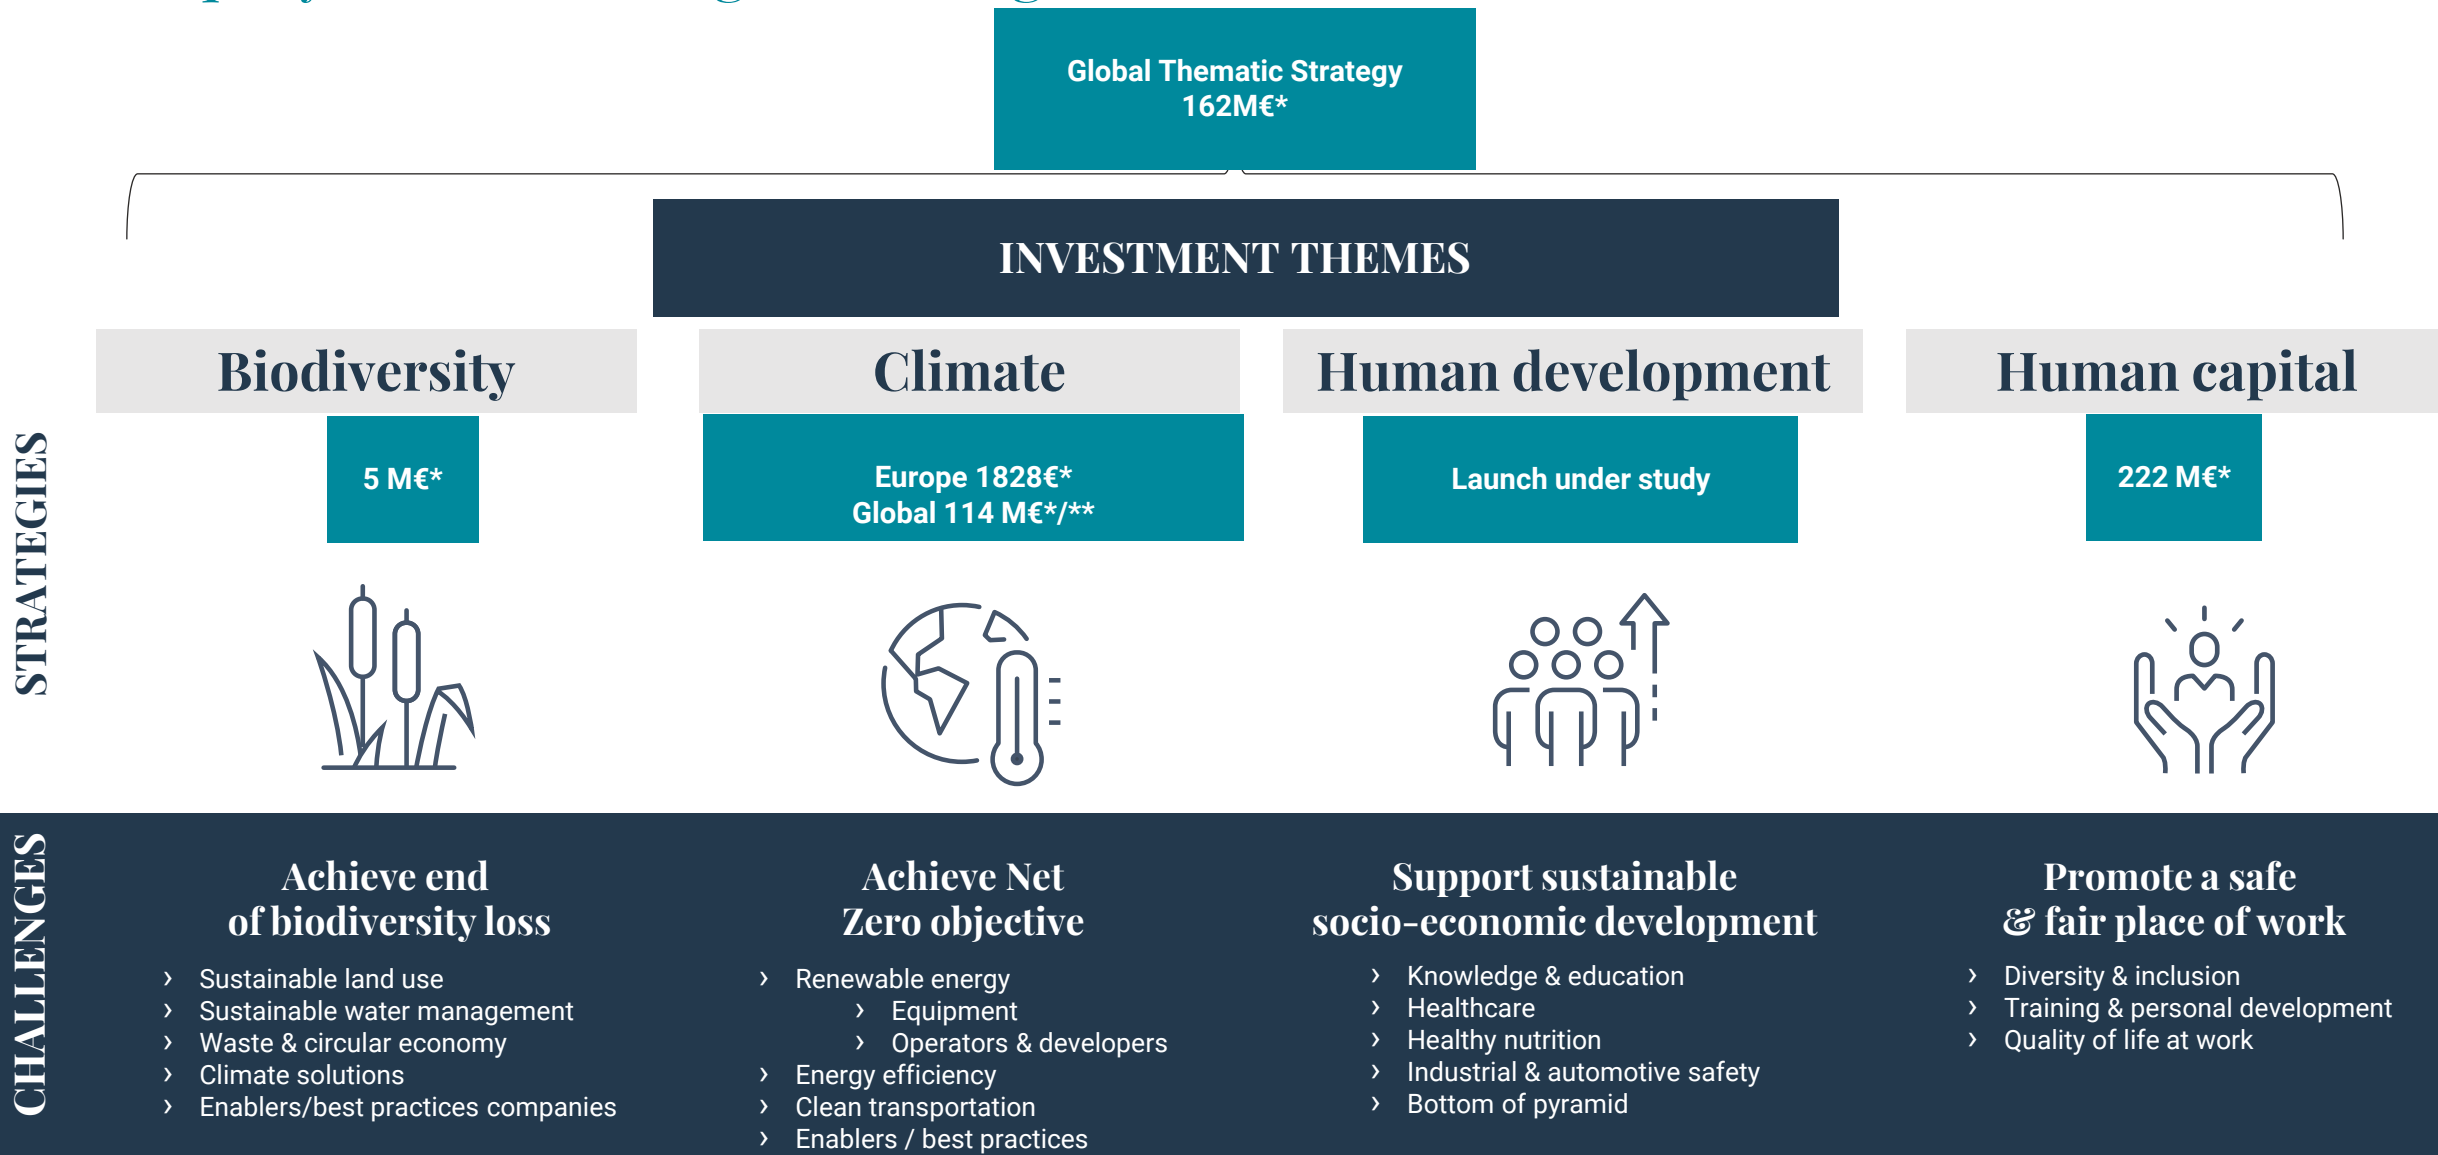 Global Thematic Strategy
162M€*
INVESTMENT THEMES
STRATEGIES
Biodiversity
5 M€*
Climate
Europe 1828€*
Global 114 M€*/**
Human development
Launch under study
Human capital
222 M€*
CHALLENGES
Achieve end
of biodiversity loss
› Sustainable land use
› Sustainable water management
› Waste & circular economy
› Climate solutions
› Enablers/best practices companies
Achieve Net
Zero objective
› Renewable energy
› Equipment
› Operators & developers
› Energy efficiency
› Clean transportation
› Enablers / best practices
Support sustainable
socio-economic development
› Knowledge & education
› Healthcare
› Healthy nutrition
› Industrial & automotive safety
› Bottom of pyramid
Promote a safe
& fair place of work
› Diversity & inclusion
› Training & personal development
› Quality of life at work